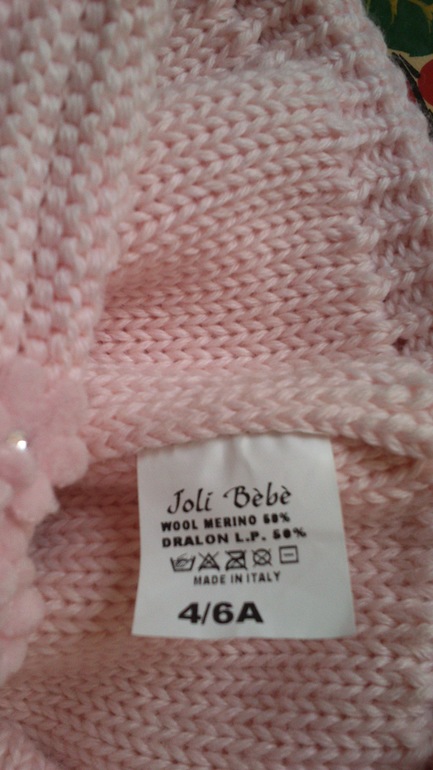 Joli Bèbè
WOOL MERINO 50%
DRALON L.P. 50%
MADE IN ITALY
4/6A